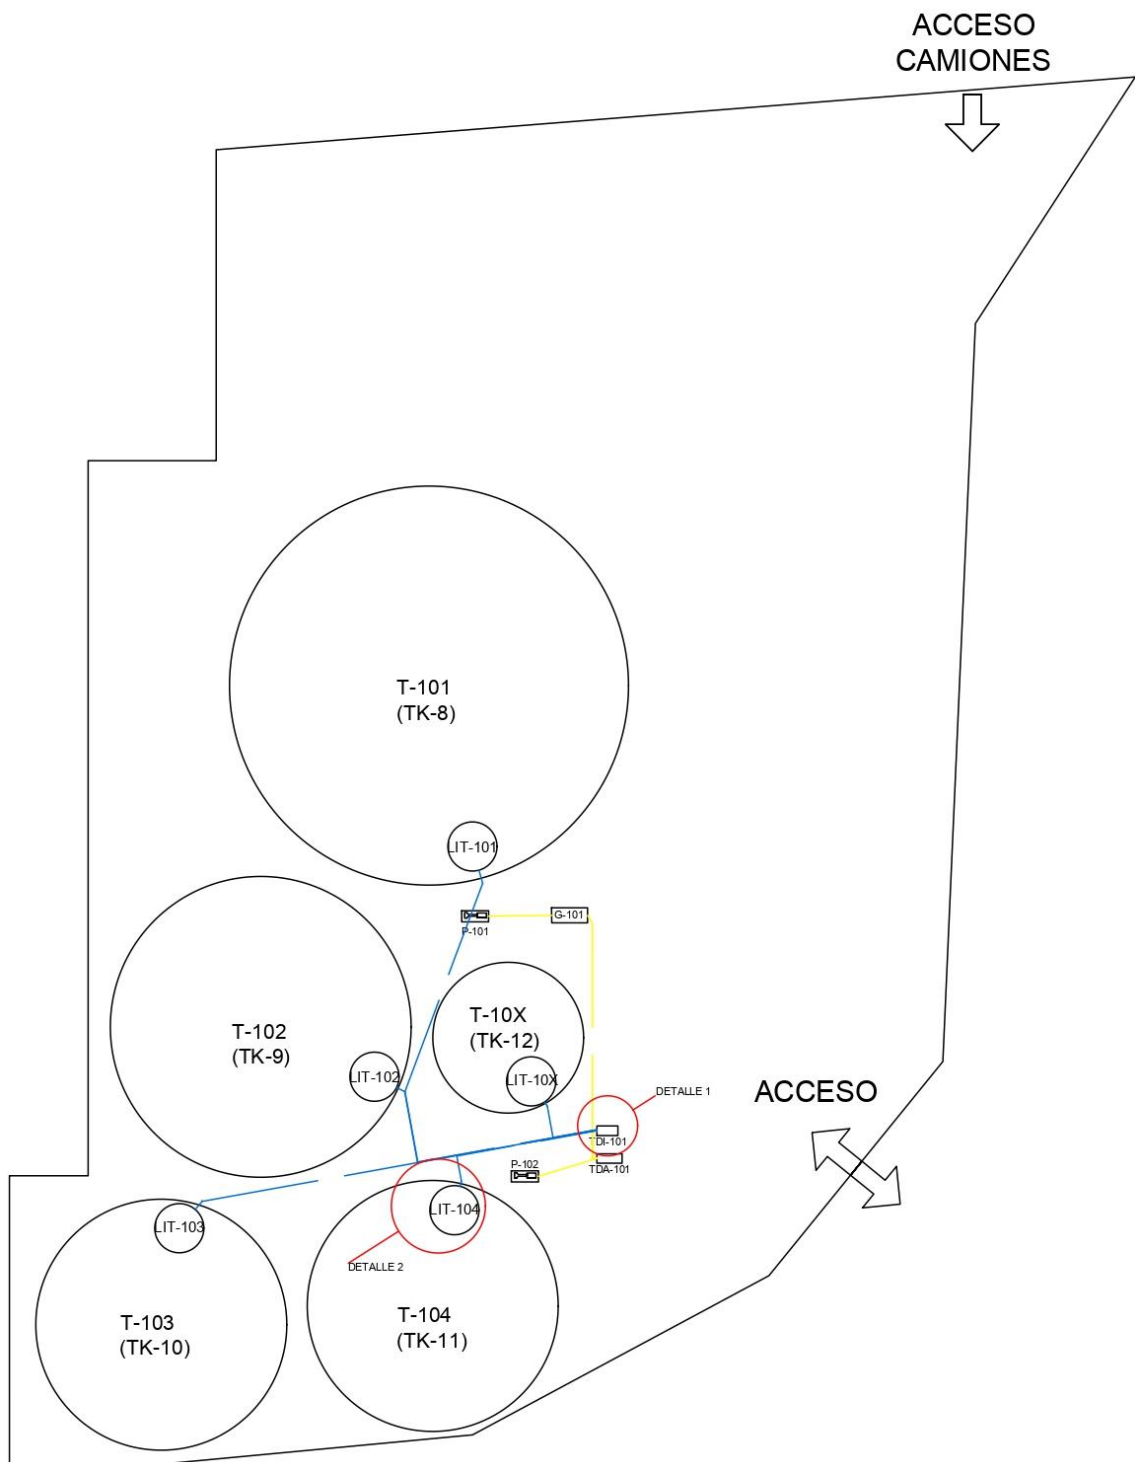 ACCESO
CAMIONES
T-101
(TK-8)
LIT-101
P-101
G-101
T-102
(TK-9)
LIT-102
T-10X
(TK-12)
LIT-10X
DETALLE 1
ACCESO
TDI-101
TDA-101
P-102
LIT-103
LIT-104
DETALLE 2
T-103
(TK-10)
T-104
(TK-11)